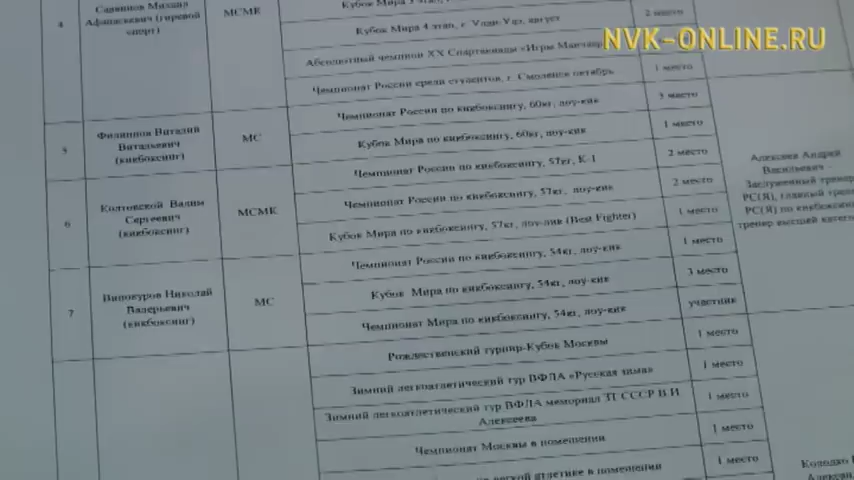 NVK-ONLINE.RU
4
Саввинов Михаил
Афанасьевич (гиревой
спорт)
МСМК
Кубок Мира
Кубок Мира 4 этап, г. Улан-Удэ, август
2 место
Абсолютный чемпион XX Спартакиады «Игры
Чемпионат России среди студентов, г. Смоленск октябрь
1 место
5
Филиппов Виталий
Витальевич
(кикбоксинг)
МС
Чемпионат России по кикбоксингу, 60кг, лоу-кик
3 место
Кубок Мира по кикбоксингу, 60кг, лоу-кик
1 место
6
Колтовской Вадим
Сергеевич
(кикбоксинг)
МСМК
Чемпионат России по кикбоксингу, 57кг, К-1
2 место
Чемпионат России по кикбоксингу, 57кг, лоу-кик
2 место
Кубок Мира по кикбоксингу, 57кг, лоу-кик (Best Fighter)
1 место
7
Винокуров Николай
Валерьевич
(кикбоксинг)
МС
Чемпионат России по кикбоксингу, 54кг, лоу-кик
1 место
Кубок Мира по кикбоксингу, 54кг, лоу-кик
3 место
Чемпионат Мира по кикбоксингу, 54кг, лоу-кик
участник
Алексеев Андрей
Васильевич –
Заслуженный тренер
РС(Я), главный тренер
РС(Я) по кикбоксингу
тренер высшей
Рождественский турнир-Кубок Москвы
1 место
Зимний легкоатлетический тур ВФЛА «Русская зима»
1 место
Зимний легкоатлетический тур ВФЛА мемориал ЗТ СССР В.И.
Алексеева
1 место
Чемпионат Москвы в помещении
1 место
легкой атлетике в помещении
1 место